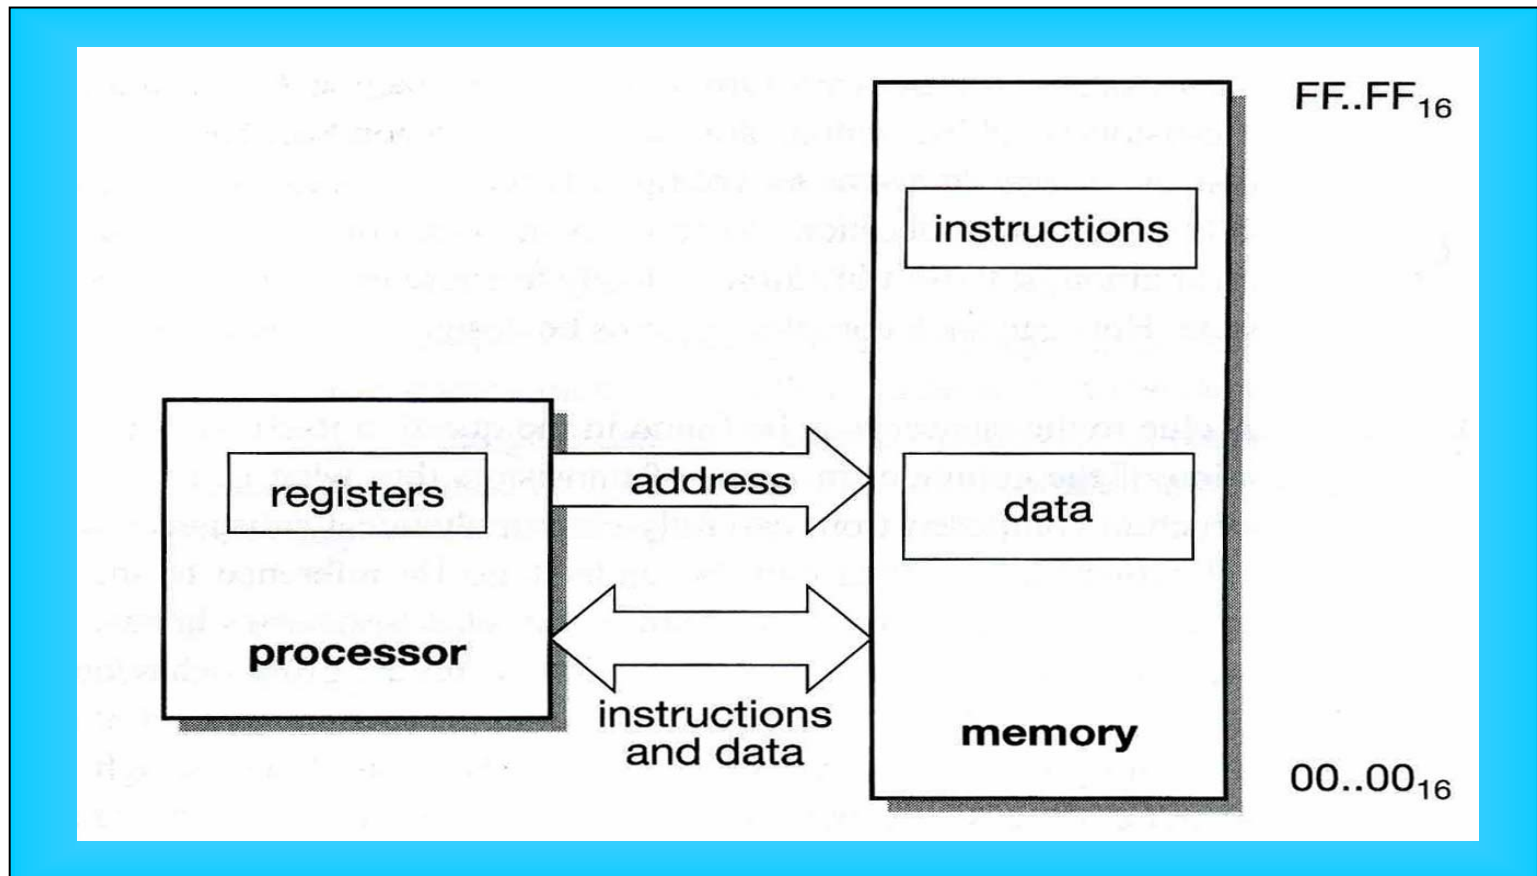 FF..FF16
instructions
registers
address
data
processor
instructions
and data
memory
00..0016